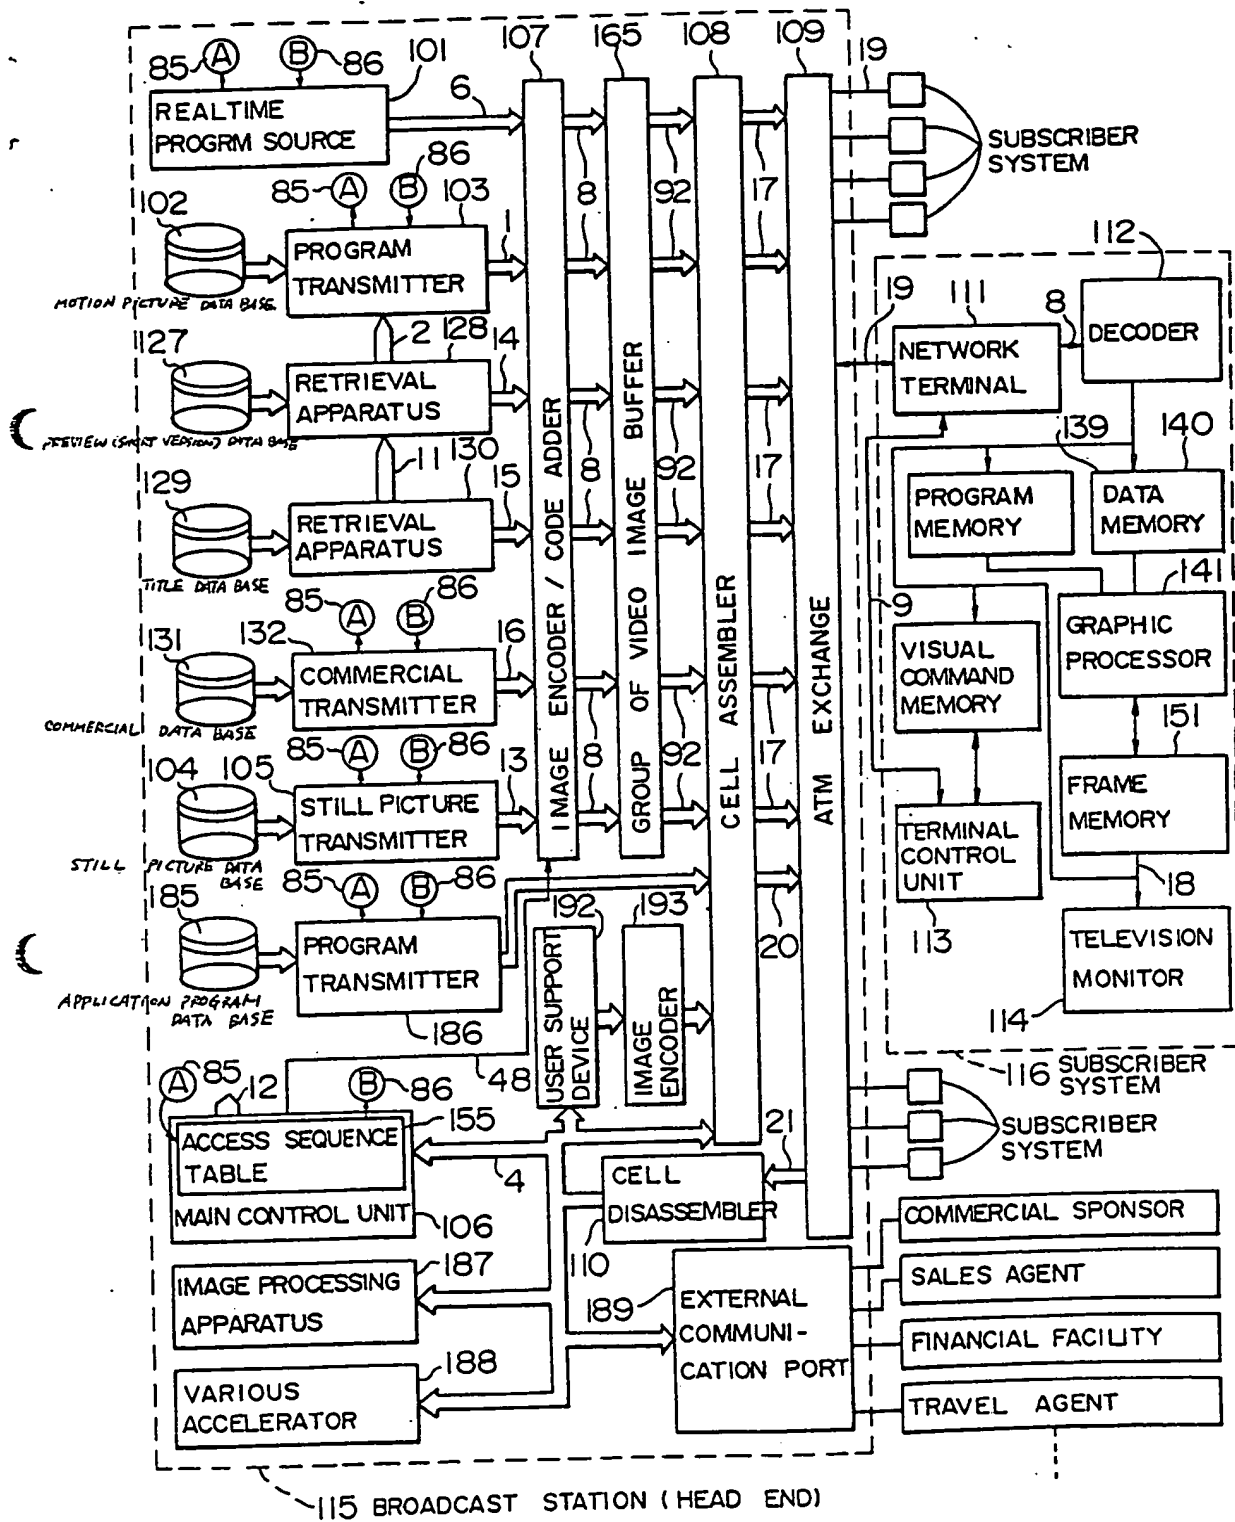 107 165 108 109
85 A B 86 101 19
REALTIME
PROGRM SOURCE
6
SUBSCRIBER
SYSTEM
85 A B 86
8 92 17
102 103 1 112
PROGRAM
TRANSMITTER
MOTION PICTURE DATA BASE
19 111 8
DECODER
NETWORK
TERMINAL
127 2 128 14
RETRIEVAL
APPARATUS
PREVIEW (SHORT VERSION) DATA BASE
139 140
11 130 15
8 92 17
129
RETRIEVAL
APPARATUS
TITLE DATA BASE
PROGRAM
MEMORY
DATA
MEMORY
IMAGE ENCODER / CODE ADDER
GROUP OF VIDEO IMAGE BUFFER
CELL ASSEMBLER
ATM EXCHANGE
85 A B 86
9 141
131 132 16
COMMERCIAL
TRANSMITTER
COMMERCIAL DATA BASE
VISUAL
COMMAND
MEMORY
GRAPHIC
PROCESSOR
85 A B 86
8 92 17
151
104 105 13
STILL PICTURE
TRANSMITTER
STILL PICTURE DATA
BASE
TERMINAL
CONTROL
UNIT
FRAME
MEMORY
18
85 A B 86
185 192 193 20 113
PROGRAM
TRANSMITTER
APPLICATION PROGRAM
DATA BASE
186
USER SUPPORT
DEVICE
IMAGE
ENCODER
TELEVISION
MONITOR
114
116 SUBSCRIBER
SYSTEM
A 85 12 B 86 48
155
ACCESS SEQUENCE
TABLE
MAIN CONTROL UNIT
106
4
21
SUBSCRIBER
SYSTEM
CELL
DISASSEMBLER
110
187
IMAGE PROCESSING
APPARATUS
189
EXTERNAL
COMMUNI-
CATION PORT
188
VARIOUS
ACCELERATOR
COMMERCIAL SPONSOR
SALES AGENT
FINANCIAL FACILITY
TRAVEL AGENT
115 BROADCAST STATION (HEAD END)